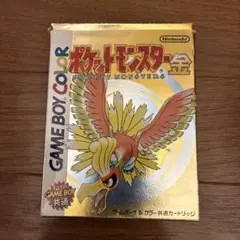 Nintendo
GAME BOY COLOR
ポケットモンスター
金
POCKET MONSTERS
GAME BOY
共通
ゲームボーイ&カラー共通カートリッジ